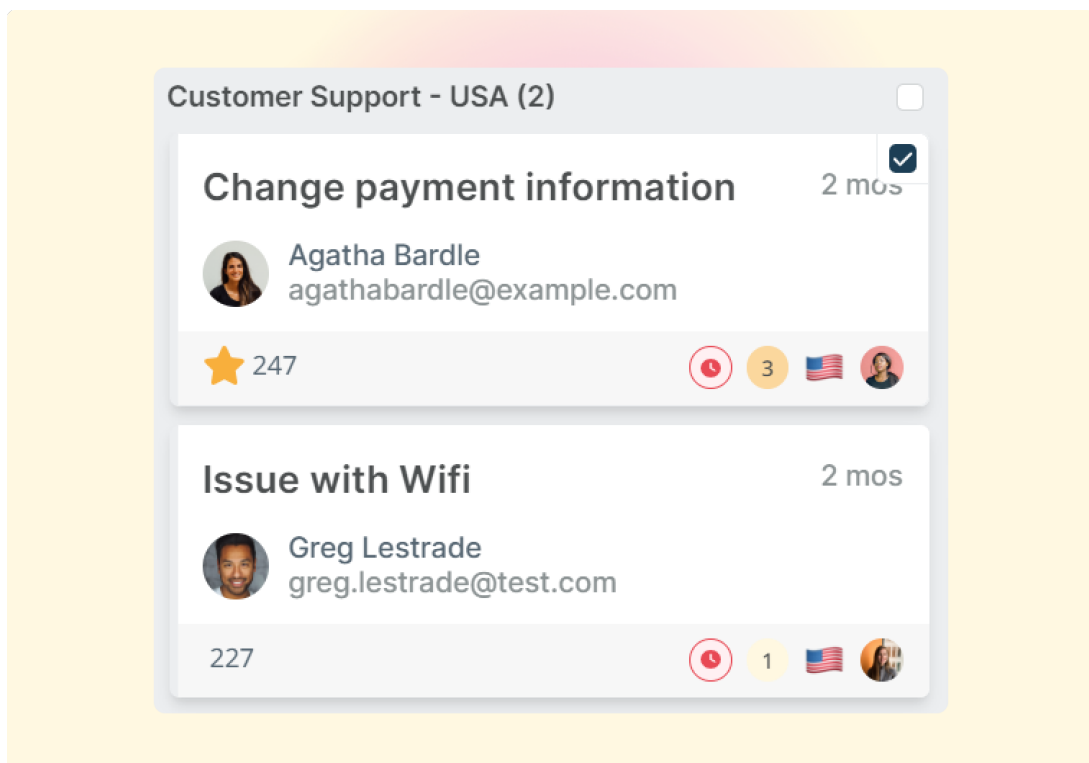 Customer Support - USA (2)
Change payment information
2 mos
Agatha Bardle
agathabardle@example.com
247
3
Issue with Wifi
2 mos
Greg Lestrade
greg.lestrade@test.com
227
1